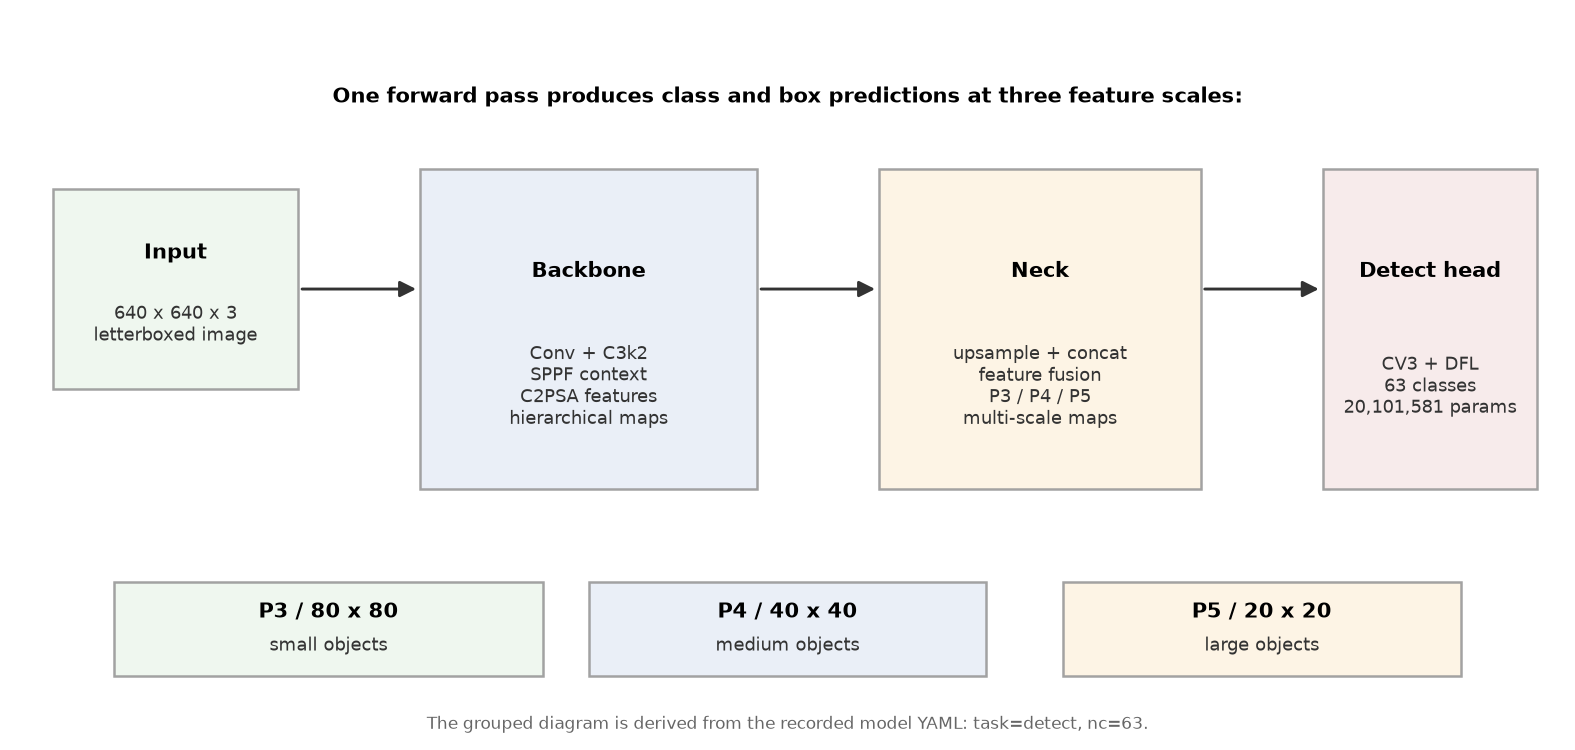 One forward pass produces class and box predictions at three feature scales:
Input
640 x 640 x 3
letterboxed image
Backbone
Conv + C3k2
SPPF context
C2PSA features
hierarchical maps
Neck
upsample + concat
feature fusion
P3 / P4 / P5
multi-scale maps
Detect head
CV3 + DFL
63 classes
20,101,581 params
P3 / 80 x 80
small objects
P4 / 40 x 40
medium objects
P5 / 20 x 20
large objects
The grouped diagram is derived from the recorded model YAML: task=detect, nc=63.